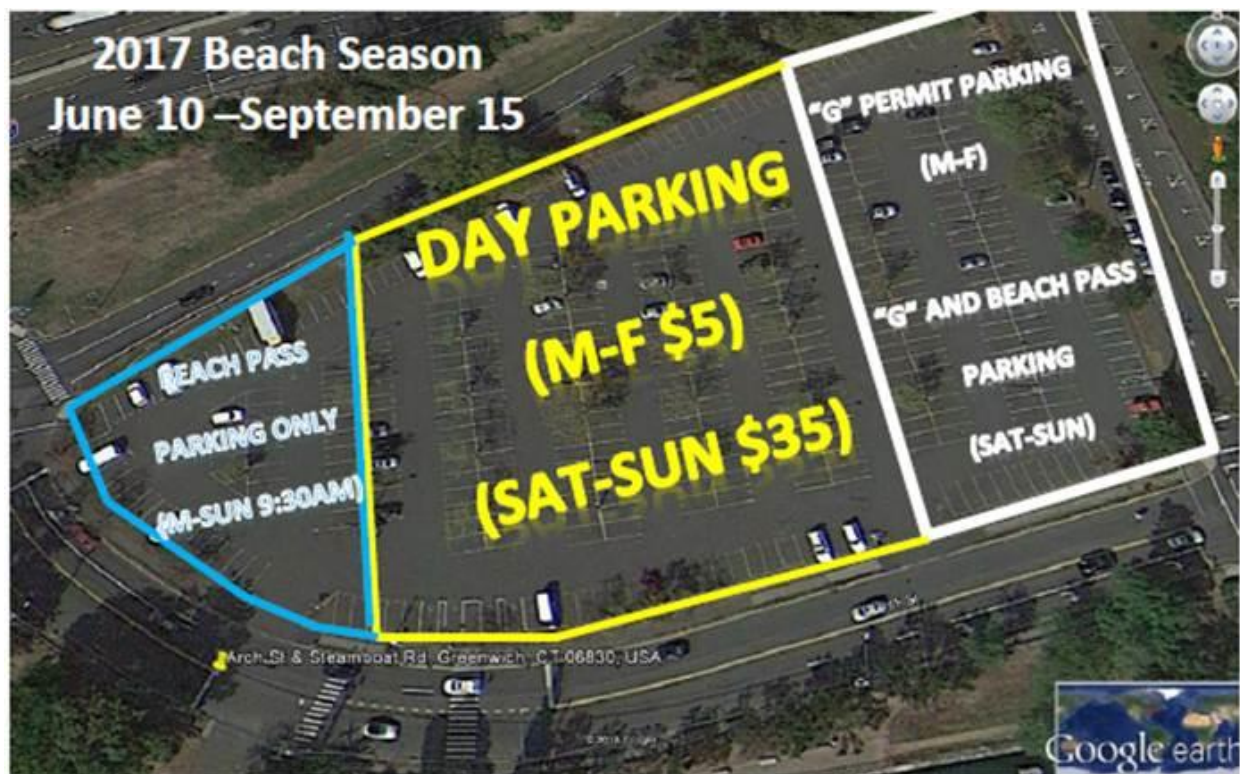 2017 Beach Season
June 10 –September 15
DAY PARKING
(M-F $5)
(SAT-SUN $35)
"G" PERMIT PARKING
(M-F)
"G" AND BEACH PASS
PARKING
(SAT-SUN)
BEACH PASS
PARKING ONLY
(M-SUN 9:30AM)
Arch St & Steamboat Rd, Greenwich, CT 06830, USA
Google earth